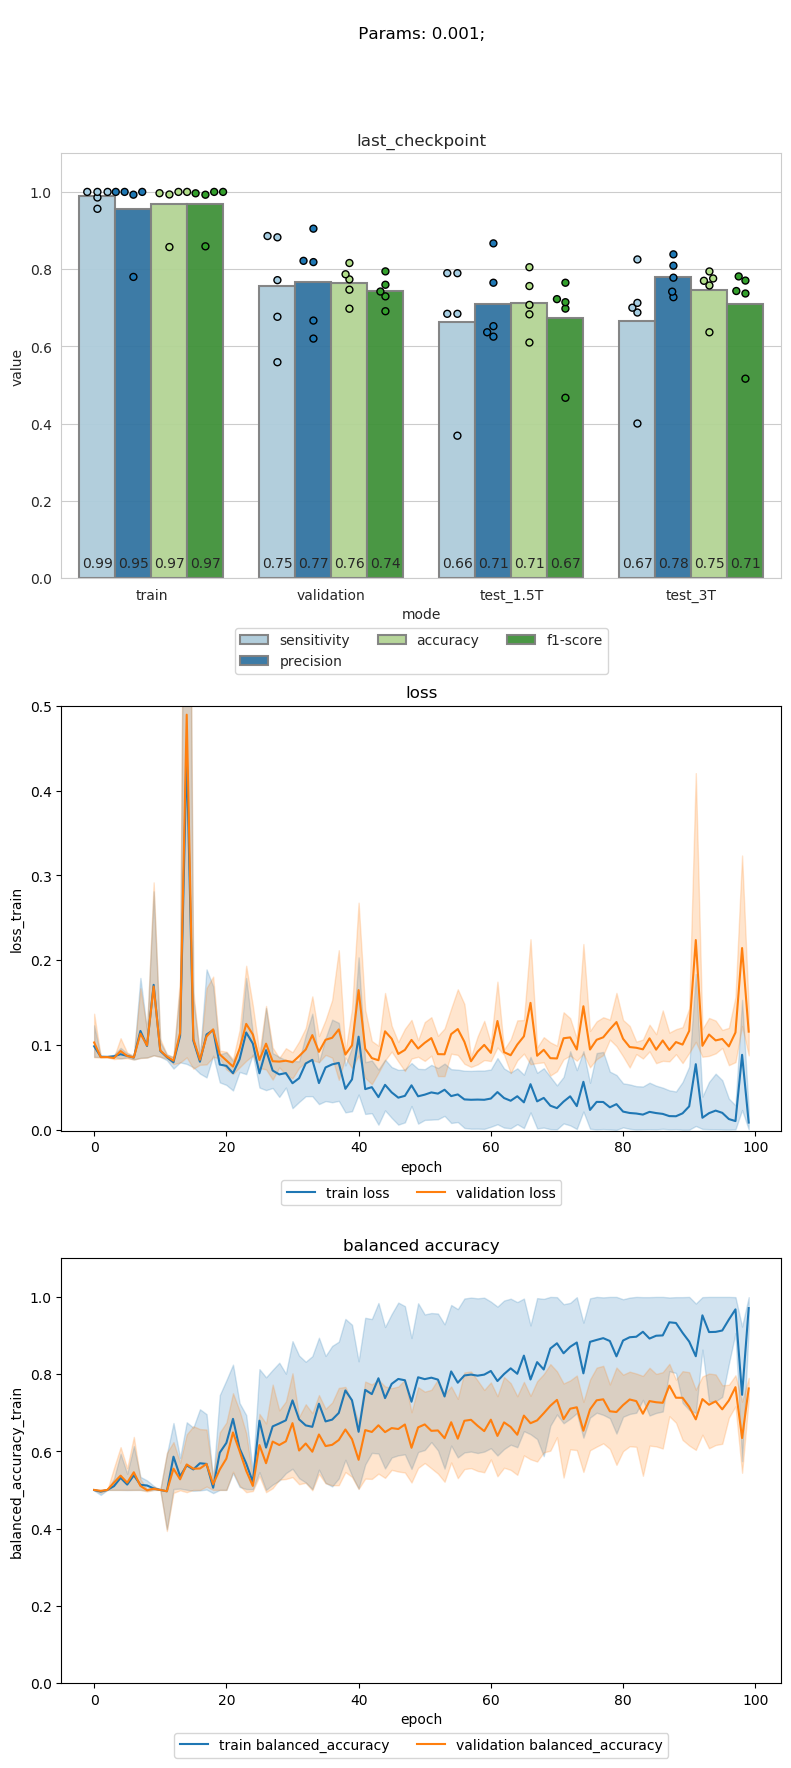 Params: 0.001;
last_checkpoint
value
1.0
0.8
0.6
0.4
0.2
0.0
0.99 0.95 0.97 0.97 0.75 0.77 0.76 0.74 0.66 0.71 0.71 0.67 0.67 0.78 0.75 0.71
train validation test_1.5T test_3T
mode
sensitivity accuracy f1-score
precision
loss
loss_train
0.5
0.4
0.3
0.2
0.1
0.0
0 20 40 60 80 100
epoch
train loss validation loss
balanced accuracy
balanced_accuracy_train
1.0
0.8
0.6
0.4
0.2
0.0
0 20 40 60 80 100
epoch
train balanced_accuracy validation balanced_accuracy